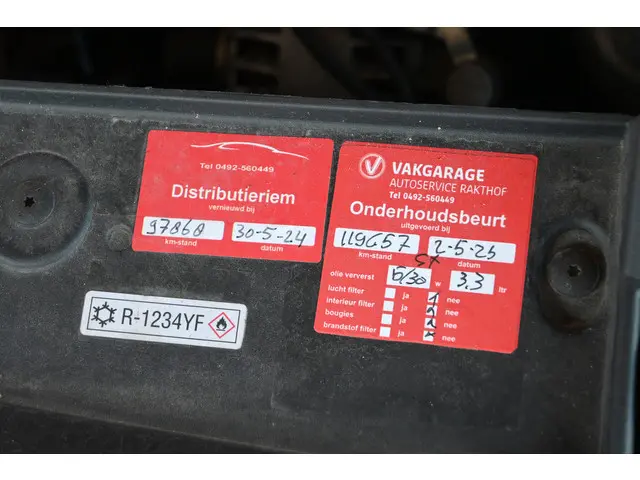 Tel 0492-560449
Distributieriem
vernieuwd bij
97860 30-5-24
km-stand datum
R-1234YF
V VAKGARAGE
AUTOSERVICE RAKTHOF
Tel 0492-560449
Onderhoudsbeurt
uitgevoerd bij
119657 2-5-25
km-stand datum
olie ververst 5/30 w 3,3 ltr
lucht filter ja nee
interieur filter ja nee
bougies ja nee
brandstof filter ja nee